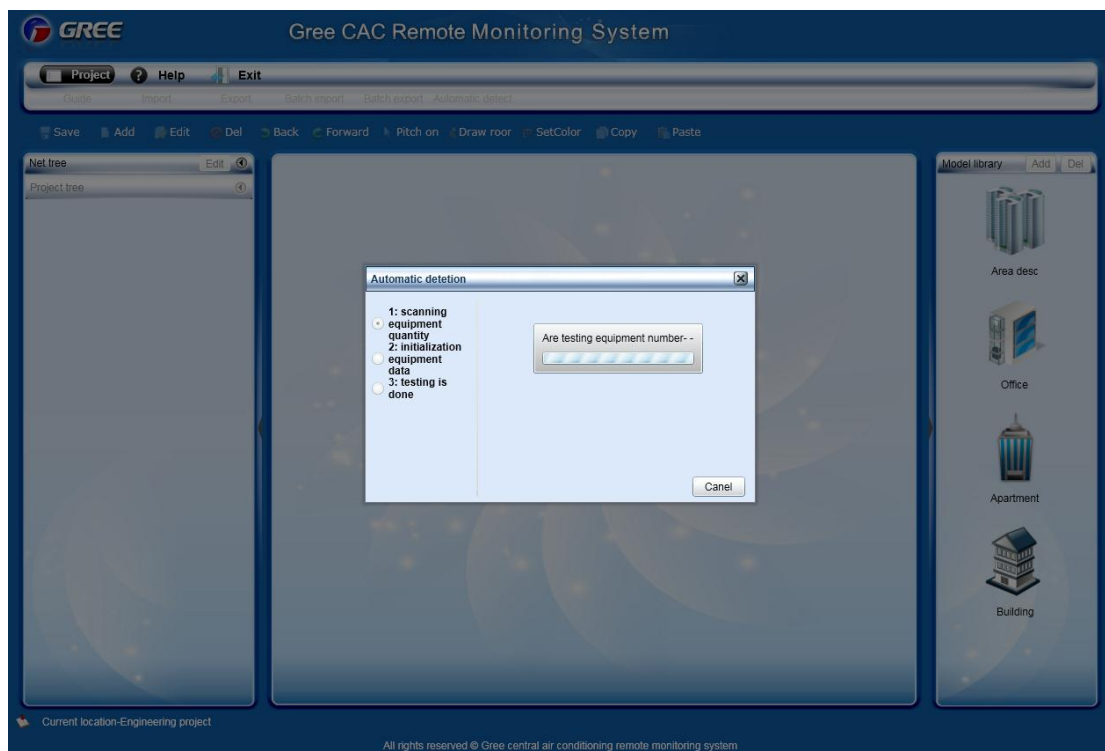 GREE Gree CAC Remote Monitoring System
Project Help Exit
Guide Import Export Batch import Batch export Automatic detect
Save Add Edit Del Back Forward Pitch on Draw roor SetColor Copy Paste
Net tree Edit
Project tree
Model library Add Del
Area desc
Office
Apartment
Building
Automatic detetion
1: scanning
equipment
quantity
2: initialization
equipment
data
3: testing is
done
Are testing equipment number- -
Canel
Current location-Engineering project
All rights reserved © Gree central air conditioning remote monitoring system